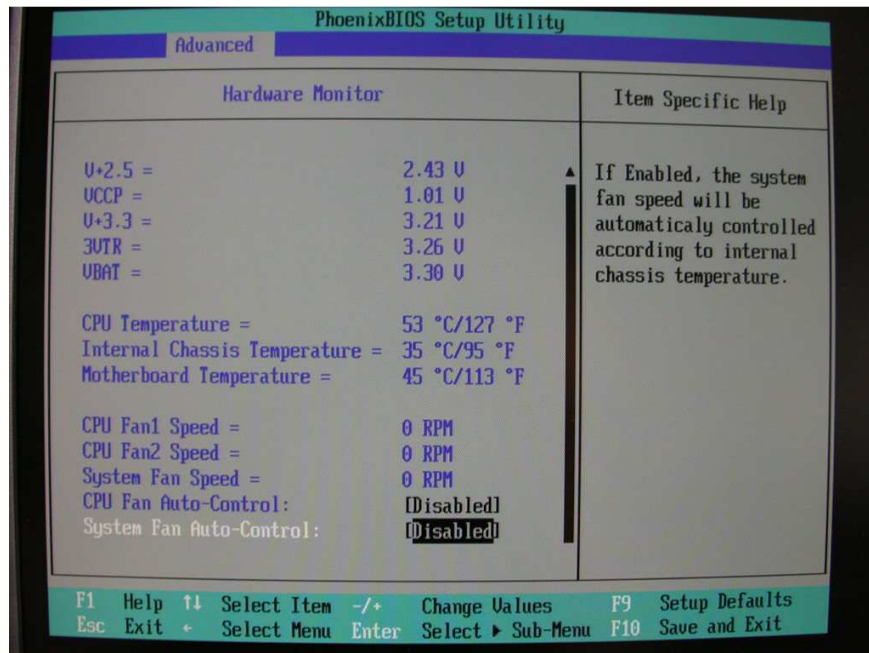 PhoenixBIOS Setup Utility
Advanced
Hardware Monitor
Item Specific Help
V+2.5 = 2.43 V
VCCP = 1.01 V
V+3.3 = 3.21 V
3VTR = 3.26 V
VBAT = 3.30 V
CPU Temperature = 53 °C/127 °F
Internal Chassis Temperature = 35 °C/95 °F
Motherboard Temperature = 45 °C/113 °F
CPU Fan1 Speed = 0 RPM
CPU Fan2 Speed = 0 RPM
System Fan Speed = 0 RPM
CPU Fan Auto-Control: [Disabled]
System Fan Auto-Control: [Disabled]
If Enabled, the system
fan speed will be
automaticaly controlled
according to internal
chassis temperature.
F1 Help ↑↓ Select Item -/+ Change Values F9 Setup Defaults
Esc Exit ← Select Menu Enter Select ▶ Sub-Menu F10 Save and Exit